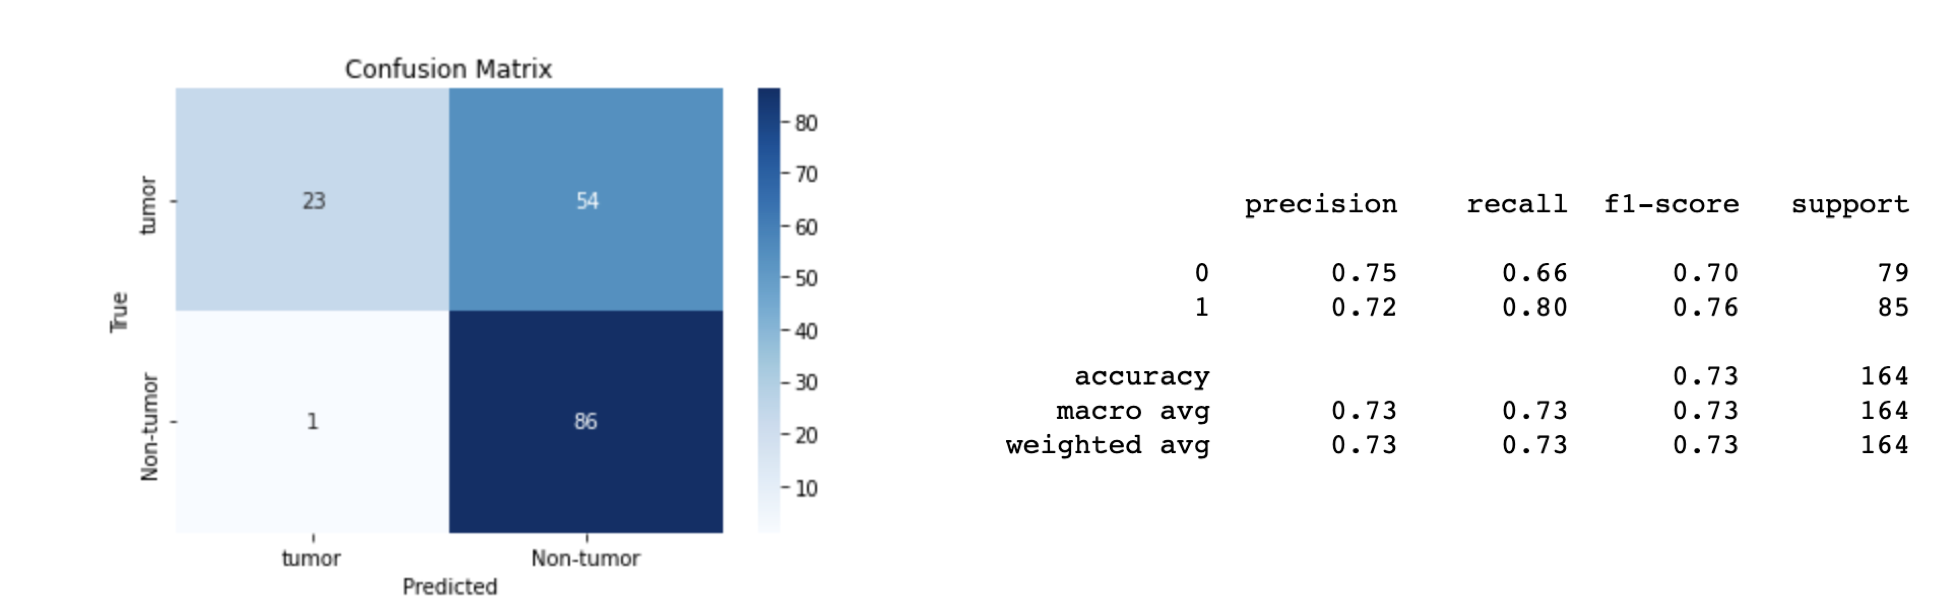 Confusion Matrix
tumor
Non-tumor
True
23 54
1 86
tumor Non-tumor
Predicted
80
70
60
50
40
30
20
10
precision recall f1-score support
0 0.75 0.66 0.70 79
1 0.72 0.80 0.76 85
accuracy 0.73 164
macro avg 0.73 0.73 0.73 164
weighted avg 0.73 0.73 0.73 164